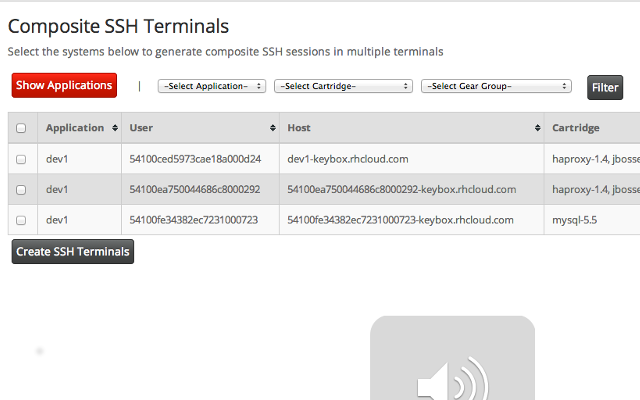 Composite SSH Terminals
Select the systems below to generate composite SSH sessions in multiple terminals
Show Applications | -Select Application- -Select Cartridge- -Select Gear Group- Filter
Application User Host Cartridge
dev1 54100ced5973cae18a000d24 dev1-keybox.rhcloud.com haproxy-1.4, jbosse
dev1 54100ea750044686c8000292 54100ea750044686c8000292-keybox.rhcloud.com haproxy-1.4, jbosse
dev1 54100fe34382ec7231000723 54100fe34382ec7231000723-keybox.rhcloud.com mysql-5.5
Create SSH Terminals